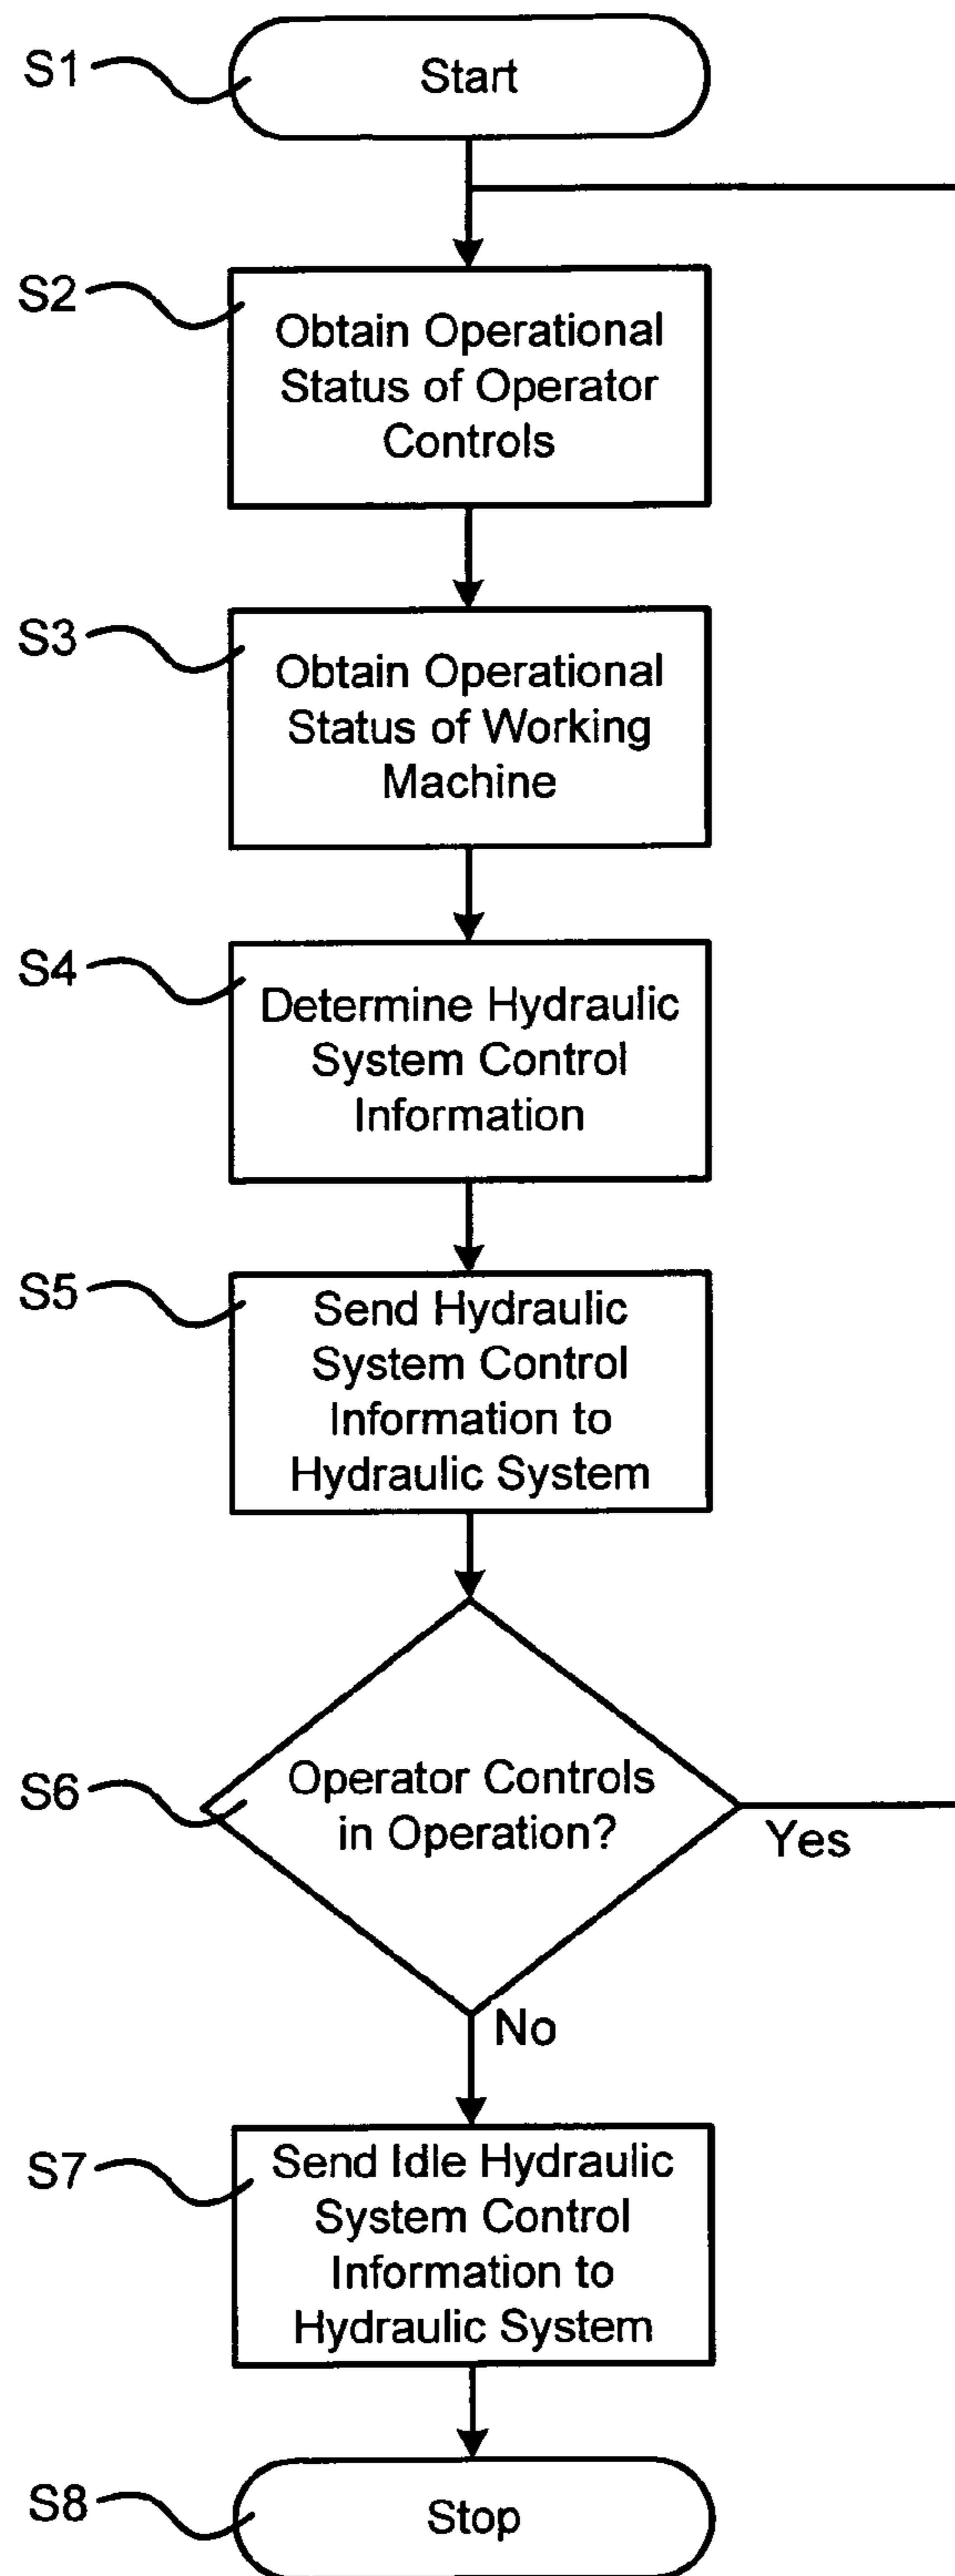 S1
Start
S2
Obtain Operational
Status of Operator
Controls
S3
Obtain Operational
Status of Working
Machine
S4
Determine Hydraulic
System Control
Information
S5
Send Hydraulic
System Control
Information to
Hydraulic System
S6
Operator Controls
in Operation?
Yes
No
S7
Send Idle Hydraulic
System Control
Information to
Hydraulic System
S8
Stop